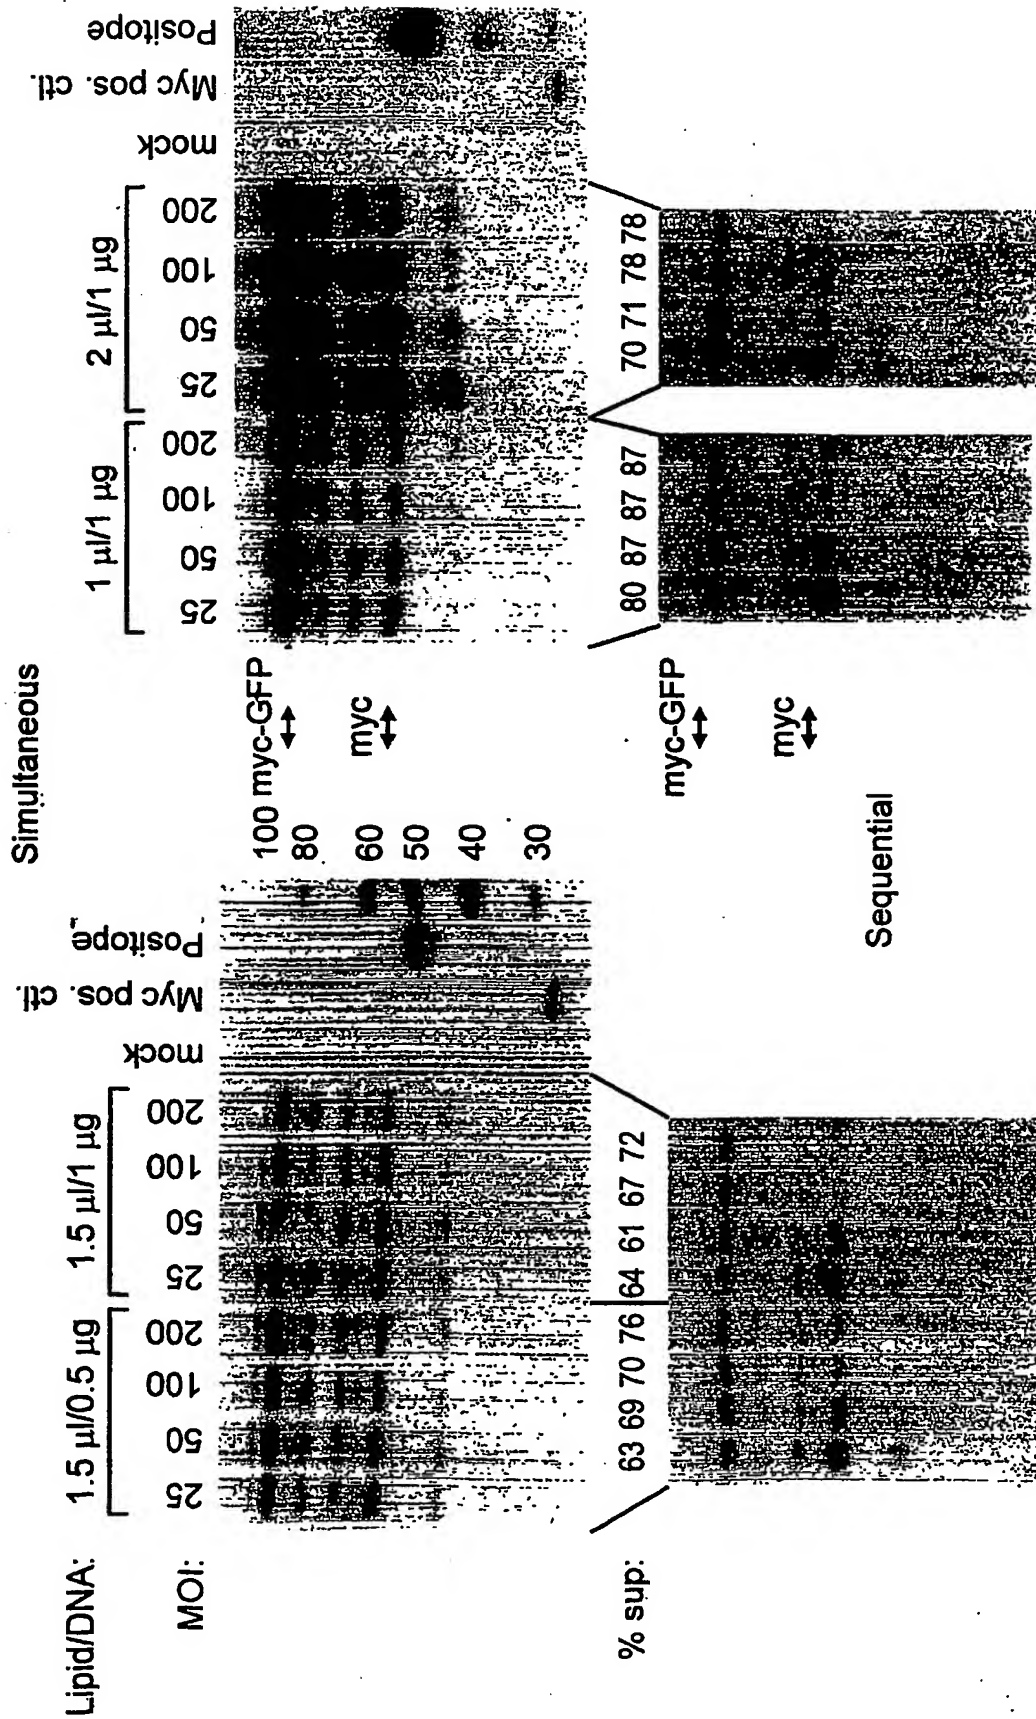 Simultaneous
Lipid/DNA: 1.5 µl/0.5 µg 1.5 µl/1 µg 1 µl/1 µg 2 µl/1 µg
MOI: 25 50 100 200 25 50 100 200 mock Myc pos. ctl. Positope 25 50 100 200 25 50 100 200 mock Myc pos. ctl. Positope
100 myc-GFP
80
60 myc
50
40
30
% sup: 63 69 70 76 64 61 67 72 80 87 87 87 70 71 78 78
myc-GFP
myc
Sequential